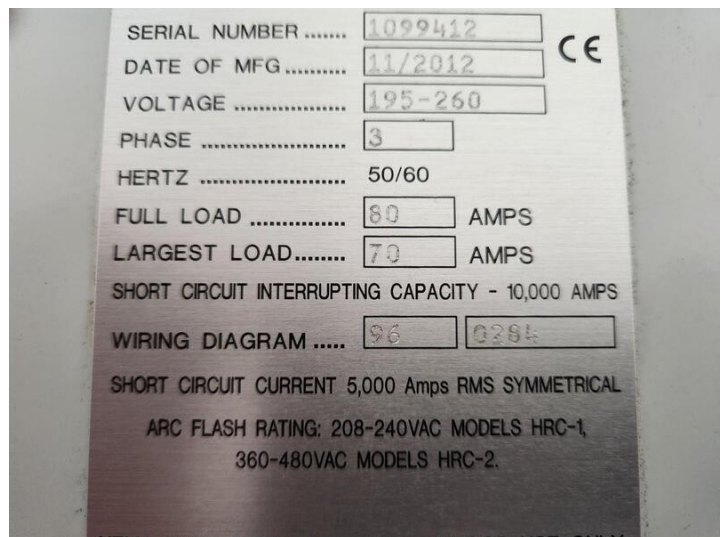 SERIAL NUMBER ....... 1099412
CE
DATE OF MFG .......... 11/2012
VOLTAGE .................. 195-260
PHASE ....................... 3
HERTZ ....................... 50/60
FULL LOAD ............... 80 AMPS
LARGEST LOAD........ 70 AMPS
SHORT CIRCUIT INTERRUPTING CAPACITY - 10,000 AMPS
WIRING DIAGRAM ..... 96 0284
SHORT CIRCUIT CURRENT 5,000 Amps RMS SYMMETRICAL
ARC FLASH RATING: 208-240VAC MODELS HRC-1,
360-480VAC MODELS HRC-2.